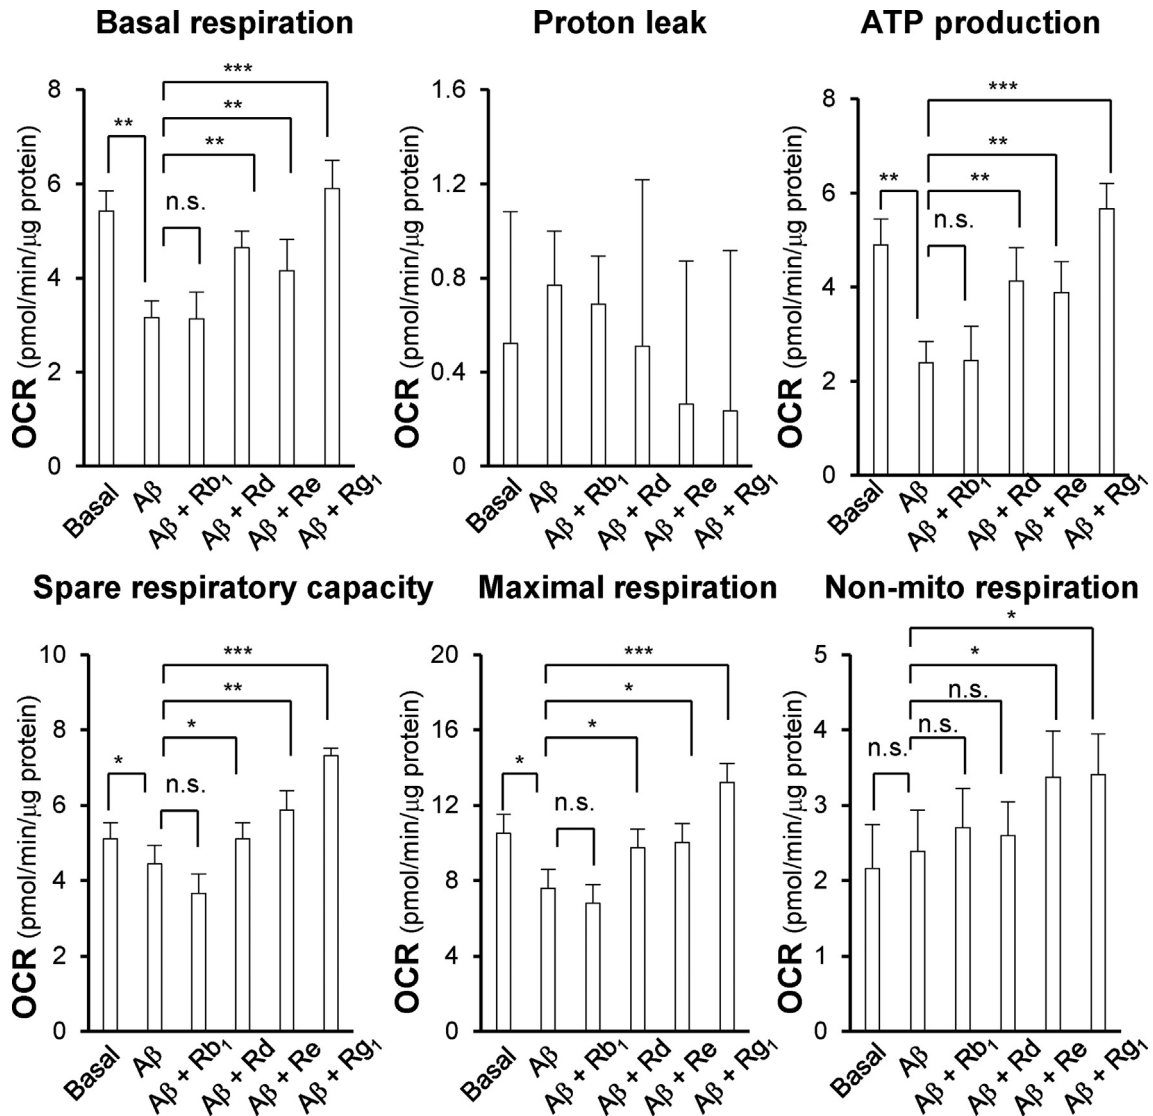 Basal respiration
OCR (pmol/min/μg protein)
8
6
4
2
0
**
n.s.
**
**
***
Basal
Aβ
Aβ + Rb1
Aβ + Rd
Aβ + Re
Aβ + Rg1
Proton leak
OCR (pmol/min/μg protein)
1.6
1.2
0.8
0.4
0
Basal
Aβ
Aβ + Rb1
Aβ + Rd
Aβ + Re
Aβ + Rg1
ATP production
OCR (pmol/min/μg protein)
8
6
4
2
0
**
n.s.
**
**
***
Basal
Aβ
Aβ + Rb1
Aβ + Rd
Aβ + Re
Aβ + Rg1
Spare respiratory capacity
OCR (pmol/min/μg protein)
10
8
6
4
2
0
*
n.s.
*
**
***
Basal
Aβ
Aβ + Rb1
Aβ + Rd
Aβ + Re
Aβ + Rg1
Maximal respiration
OCR (pmol/min/μg protein)
20
16
12
8
4
0
*
n.s.
*
*
***
Basal
Aβ
Aβ + Rb1
Aβ + Rd
Aβ + Re
Aβ + Rg1
Non-mito respiration
OCR (pmol/min/μg protein)
5
4
3
2
1
0
n.s.
n.s.
n.s.
*
*
Basal
Aβ
Aβ + Rb1
Aβ + Rd
Aβ + Re
Aβ + Rg1